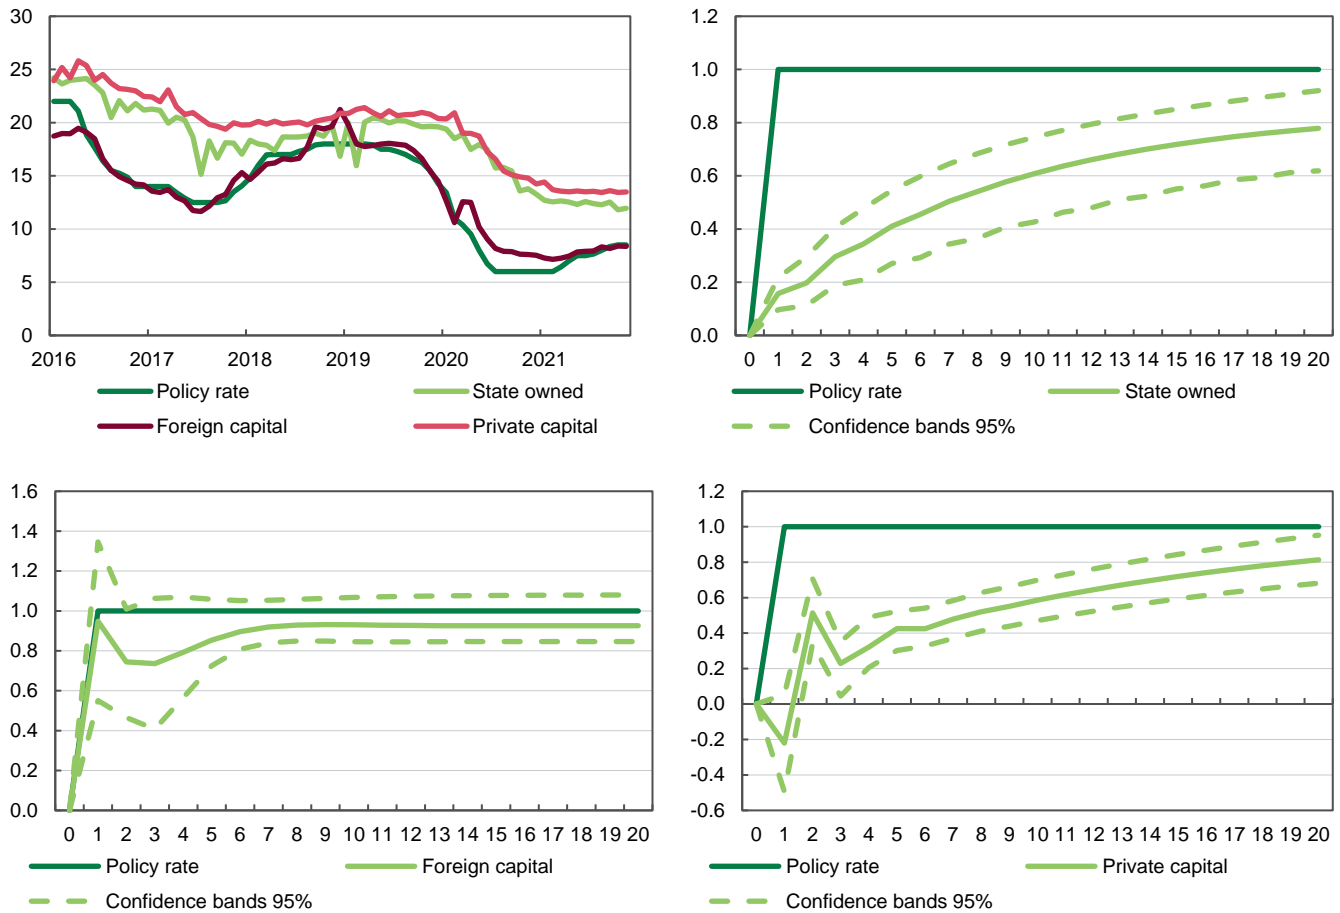 30
25
20
15
10
5
0
2016 2017 2018 2019 2020 2021
Policy rate State owned
Foreign capital Private capital
1.2
1.0
0.8
0.6
0.4
0.2
0.0
0 1 2 3 4 5 6 7 8 9 10 11 12 13 14 15 16 17 18 19 20
Policy rate State owned
Confidence bands 95%
1.6
1.4
1.2
1.0
0.8
0.6
0.4
0.2
0.0
0 1 2 3 4 5 6 7 8 9 10 11 12 13 14 15 16 17 18 19 20
Policy rate Foreign capital
Confidence bands 95%
1.2
1.0
0.8
0.6
0.4
0.2
0.0
-0.2
-0.4
-0.6
0 1 2 3 4 5 6 7 8 9 10 11 12 13 14 15 16 17 18 19 20
Policy rate Private capital
Confidence bands 95%